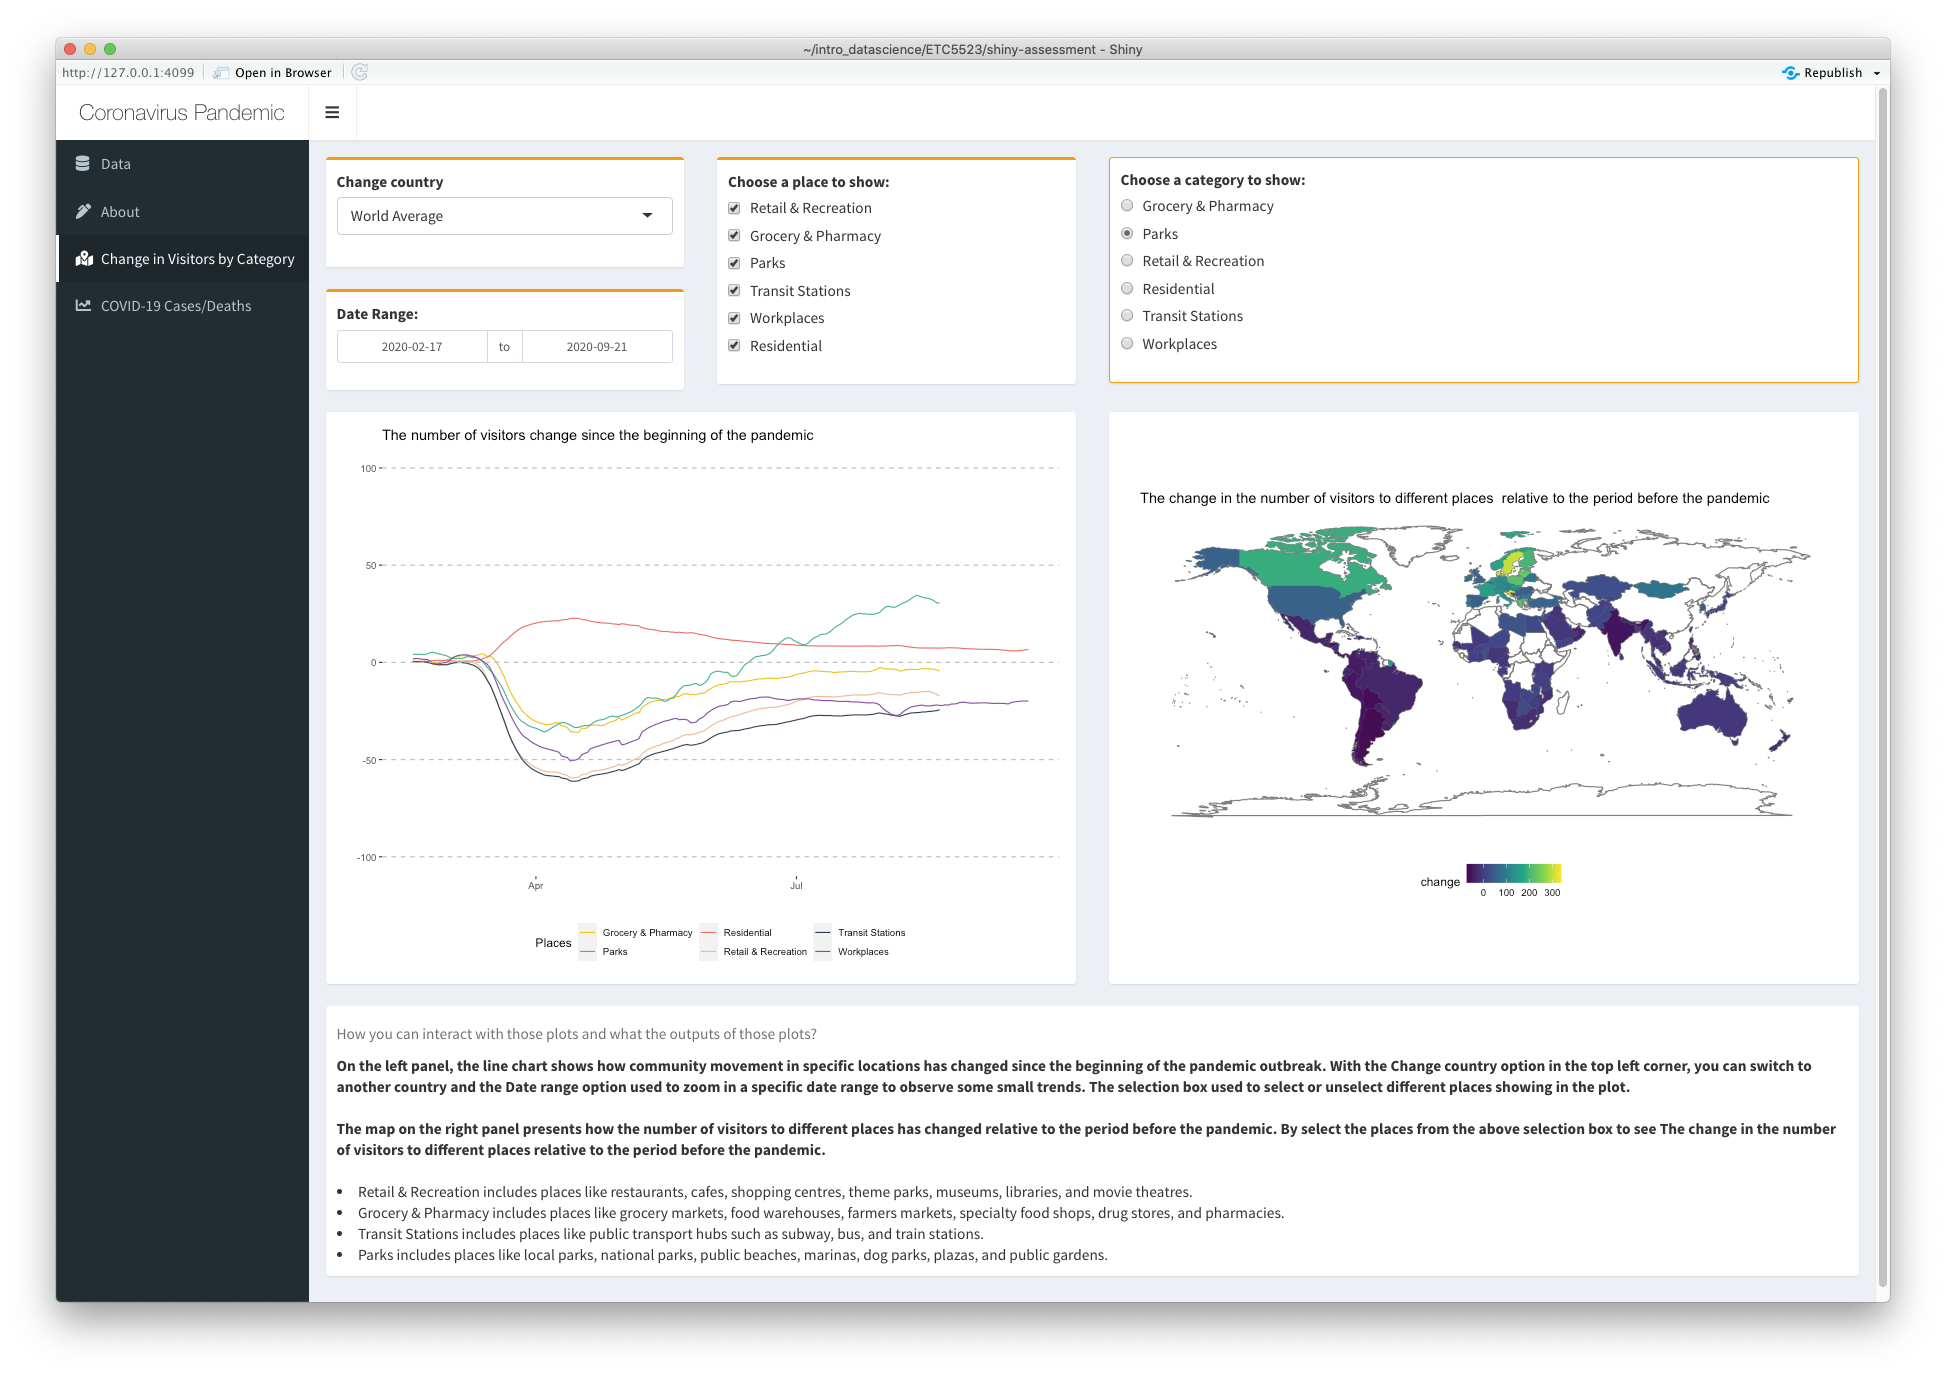 ~/intro_datascience/ETC5523/shiny-assessment - Shiny
http://127.0.0.1:4099
Open in Browser
Republish
Coronavirus Pandemic
Data
About
Change in Visitors by Category
COVID-19 Cases/Deaths
Change country
World Average
Date Range:
2020-02-17 to 2020-09-21
Choose a place to show:
Retail & Recreation
Grocery & Pharmacy
Parks
Transit Stations
Workplaces
Residential
Choose a category to show:
Grocery & Pharmacy
Parks
Retail & Recreation
Residential
Transit Stations
Workplaces
The number of visitors change since the beginning of the pandemic
100
50
0
-50
-100
Apr
Jul
Places
Grocery & Pharmacy
Residential
Transit Stations
Parks
Retail & Recreation
Workplaces
The change in the number of visitors to different places  relative to the period before the pandemic
change
0 100 200 300
How you can interact with those plots and what the outputs of those plots?
On the left panel, the line chart shows how community movement in specific locations has changed since the beginning of the pandemic outbreak. With the Change country option in the top left corner, you can switch to
another country and the Date range option used to zoom in a specific date range to observe some small trends. The selection box used to select or unselect different places showing in the plot.
The map on the right panel presents how the number of visitors to different places has changed relative to the period before the pandemic. By select the places from the above selection box to see The change in the number
of visitors to different places relative to the period before the pandemic.
• Retail & Recreation includes places like restaurants, cafes, shopping centres, theme parks, museums, libraries, and movie theatres.
• Grocery & Pharmacy includes places like grocery markets, food warehouses, farmers markets, specialty food shops, drug stores, and pharmacies.
• Transit Stations includes places like public transport hubs such as subway, bus, and train stations.
• Parks includes places like local parks, national parks, public beaches, marinas, dog parks, plazas, and public gardens.